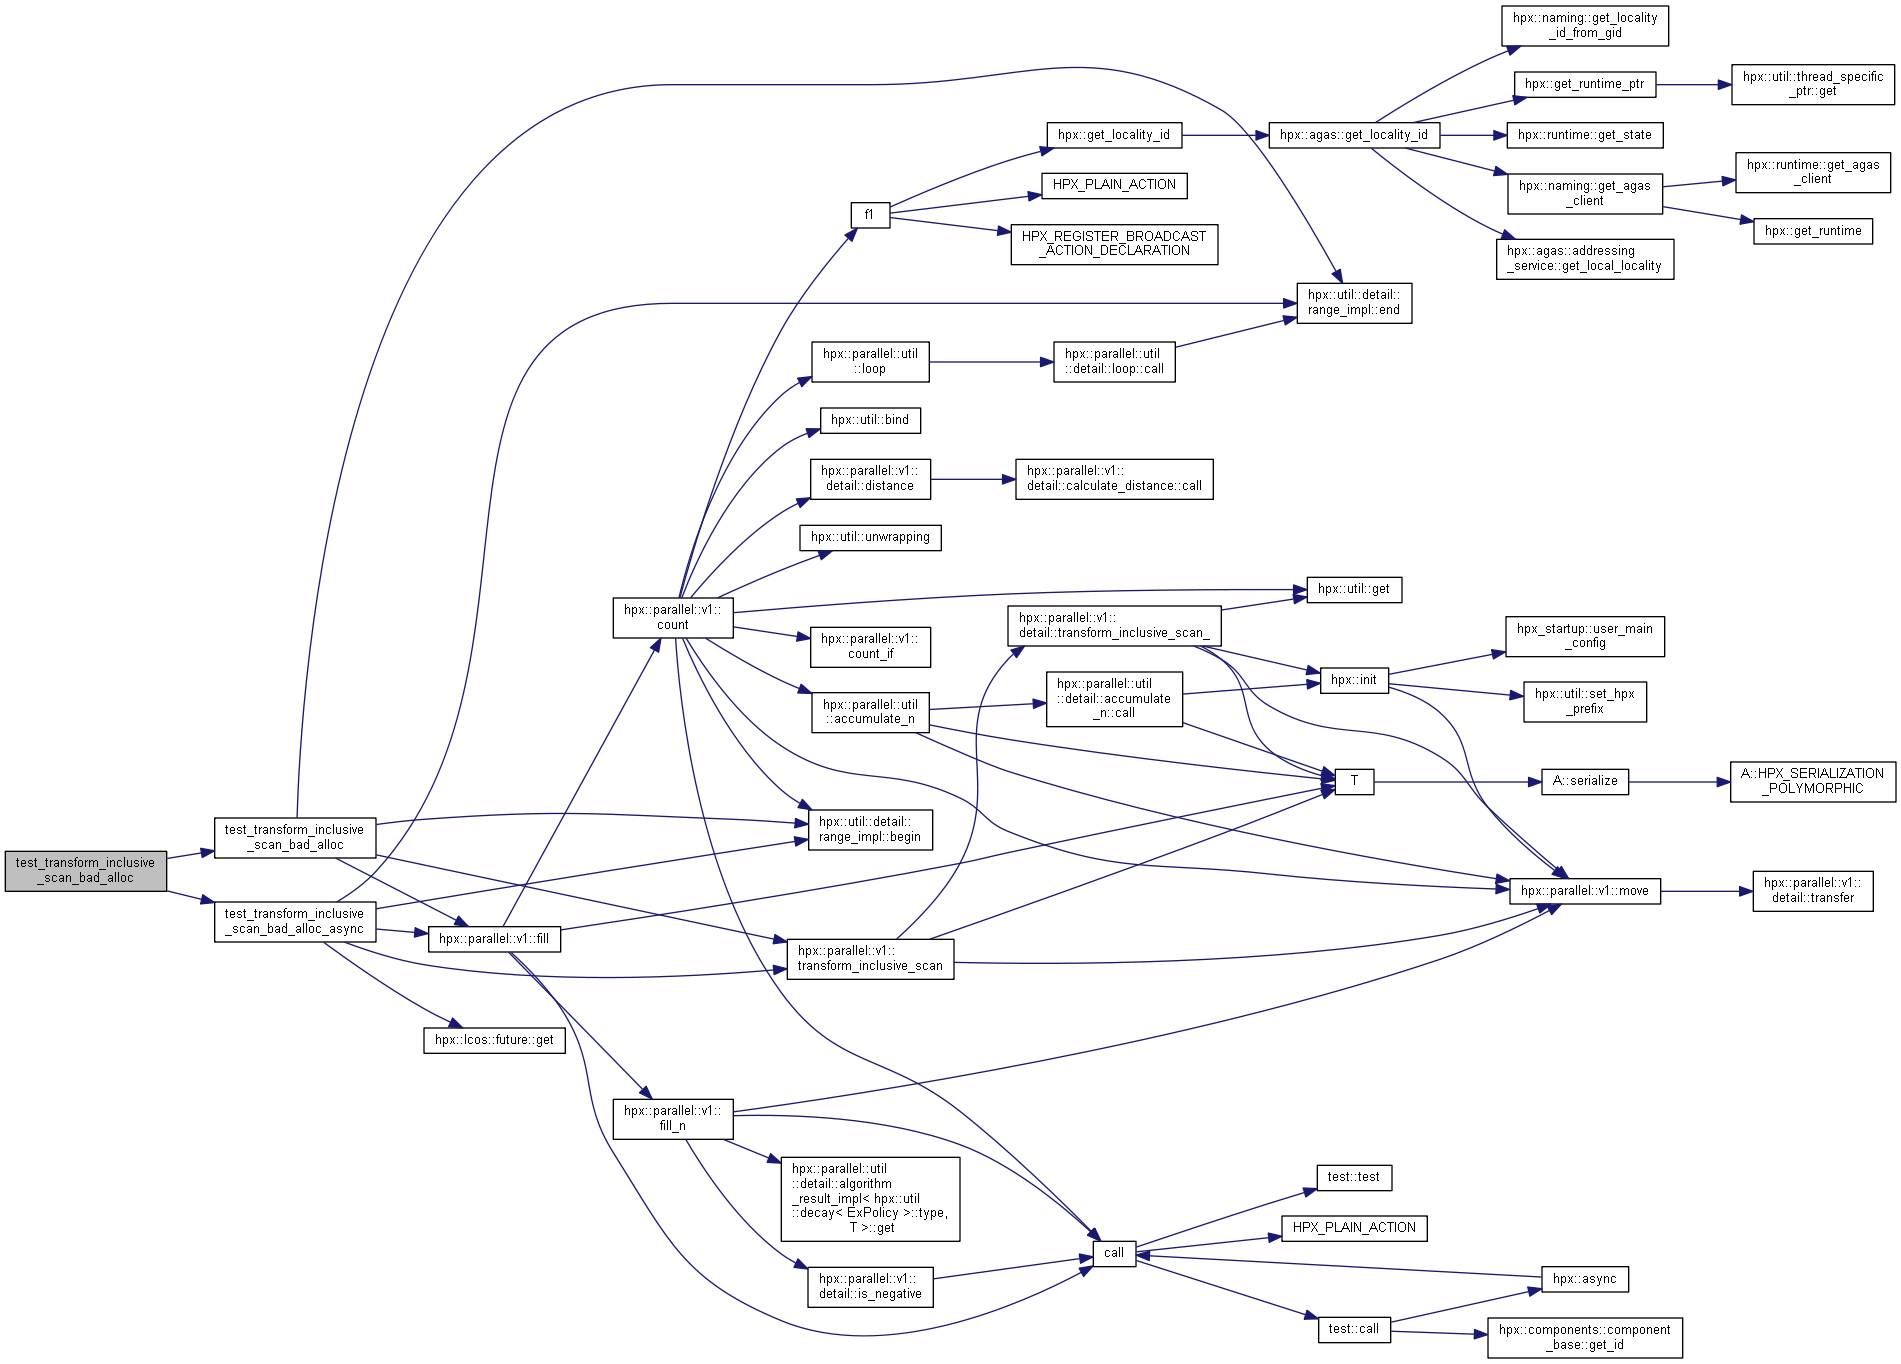 test_transform_inclusive
_scan_bad_alloc
test_transform_inclusive
_scan_bad_alloc
test_transform_inclusive
_scan_bad_alloc_async
hpx::parallel::v1::fill
hpx::lcos::future::get
hpx::parallel::v1::
count
hpx::parallel::v1::
fill_n
f1
hpx::parallel::util
::loop
hpx::util::bind
hpx::parallel::v1::
detail::distance
hpx::util::unwrapping
hpx::parallel::v1::
count_if
hpx::parallel::util
::accumulate_n
hpx::util::detail::
range_impl::begin
hpx::parallel::v1::
transform_inclusive_scan
hpx::parallel::util
::detail::algorithm
_result_impl< hpx::util
::decay< ExPolicy >::type,
T >::get
hpx::parallel::v1::
detail::is_negative
hpx::get_locality_id
HPX_PLAIN_ACTION
HPX_REGISTER_BROADCAST
_ACTION_DECLARATION
hpx::parallel::util
::detail::loop::call
hpx::parallel::v1::
detail::calculate_distance::call
hpx::parallel::v1::
detail::transform_inclusive_scan_
hpx::parallel::util
::detail::accumulate
_n::call
call
hpx::agas::get_locality_id
hpx::util::detail::
range_impl::end
hpx::util::get
hpx::init
T
test::test
HPX_PLAIN_ACTION
test::call
hpx::naming::get_locality
_id_from_gid
hpx::get_runtime_ptr
hpx::runtime::get_state
hpx::naming::get_agas
_client
hpx::agas::addressing
_service::get_local_locality
hpx_startup::user_main
_config
hpx::util::set_hpx
_prefix
A::serialize
hpx::parallel::v1::move
hpx::async
hpx::components::component
_base::get_id
hpx::util::thread_specific
_ptr::get
hpx::runtime::get_agas
_client
hpx::get_runtime
A::HPX_SERIALIZATION
_POLYMORPHIC
hpx::parallel::v1::
detail::transfer